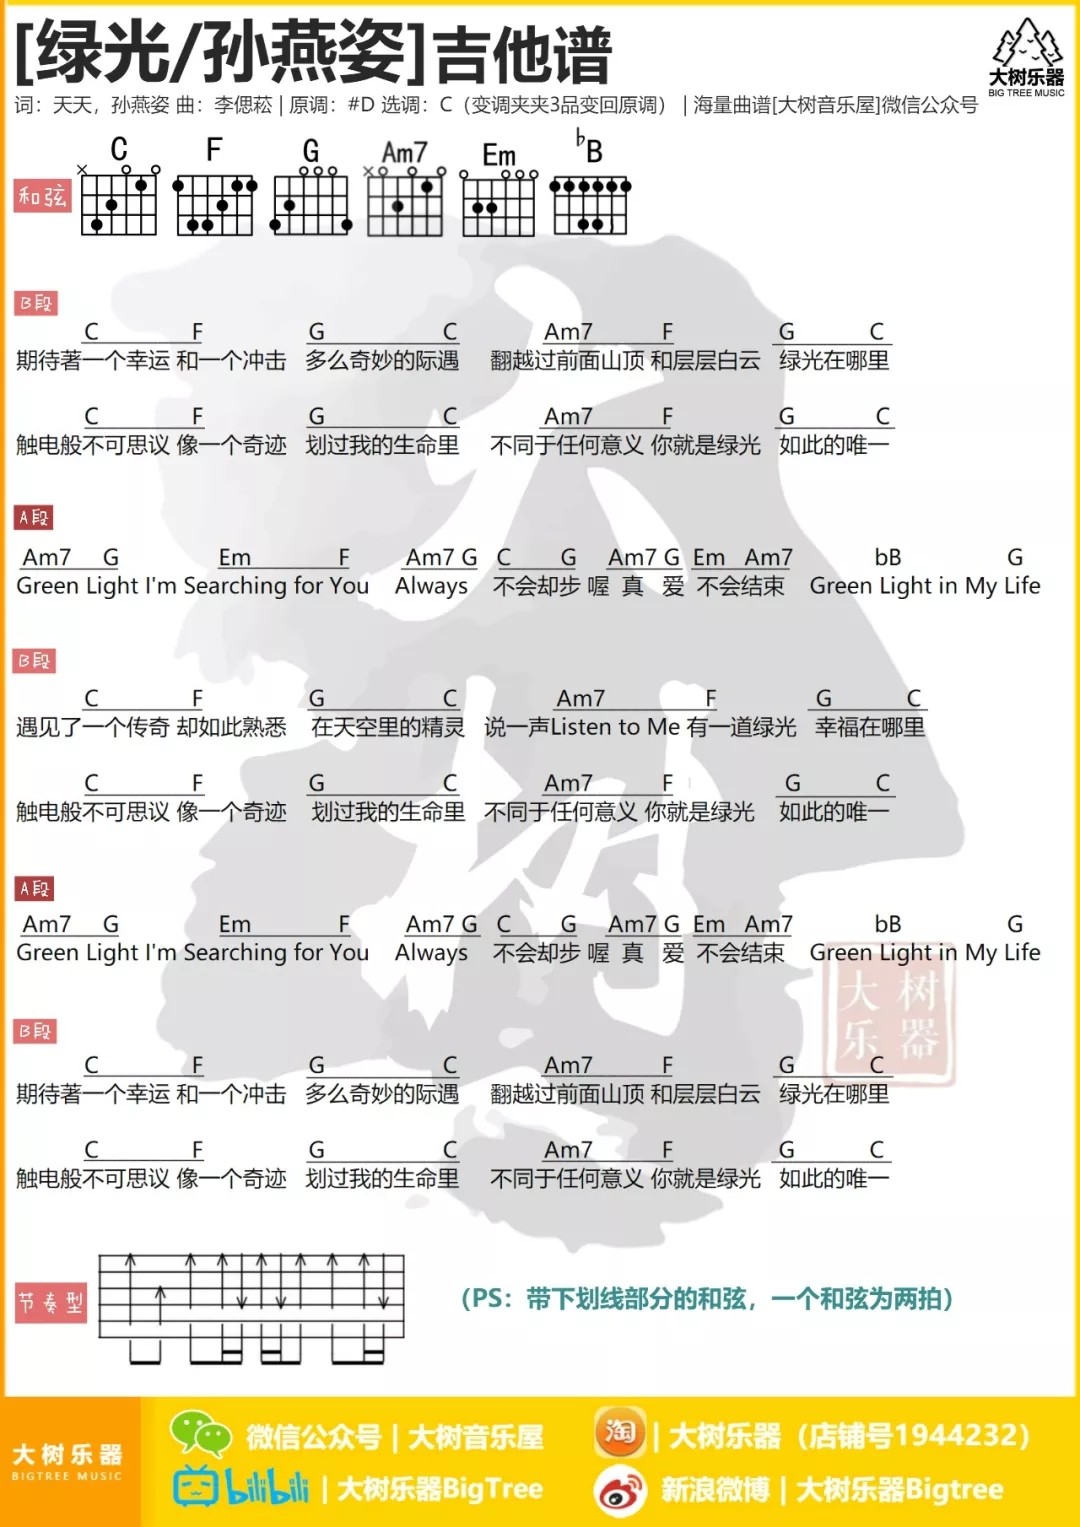 [绿光/孙燕姿]吉他谱
大树乐器
BIG TREE MUSIC
词：天天，孙燕姿 曲：李偲菘 | 原调：#D 选调：C（变调夹夹3品变回原调） | 海量曲谱[大树音乐屋]微信公众号
和弦 C F G Am7 Em ♭B
B段
C F G C Am7 F G C
期待著一个幸运 和一个冲击 多么奇妙的际遇 翻越过前面山顶 和层层白云 绿光在哪里
C F G C Am7 F G C
触电般不可思议 像一个奇迹 划过我的生命里 不同于任何意义 你就是绿光 如此的唯一
A段
Am7 G Em F Am7 G C G Am7 G Em Am7 bB G
Green Light I'm Searching for You Always 不会却步 喔 真 爱 不会结束 Green Light in My Life
B段
C F G C Am7 F G C
遇见了一个传奇 却如此熟悉 在天空里的精灵 说一声Listen to Me 有一道绿光 幸福在哪里
C F G C Am7 F G C
触电般不可思议 像一个奇迹 划过我的生命里 不同于任何意义 你就是绿光 如此的唯一
A段
Am7 G Em F Am7 G C G Am7 G Em Am7 bB G
Green Light I'm Searching for You Always 不会却步 喔 真 爱 不会结束 Green Light in My Life
B段
C F G C Am7 F G C
期待著一个幸运 和一个冲击 多么奇妙的际遇 翻越过前面山顶 和层层白云 绿光在哪里
C F G C Am7 F G C
触电般不可思议 像一个奇迹 划过我的生命里 不同于任何意义 你就是绿光 如此的唯一
大树
大树
乐器
节奏型
（PS：带下划线部分的和弦，一个和弦为两拍）
大树乐器
BIGTREE MUSIC
微信公众号 | 大树音乐屋
淘 | 大树乐器（店铺号1944232）
bilibili | 大树乐器BigTree
新浪微博 | 大树乐器Bigtree